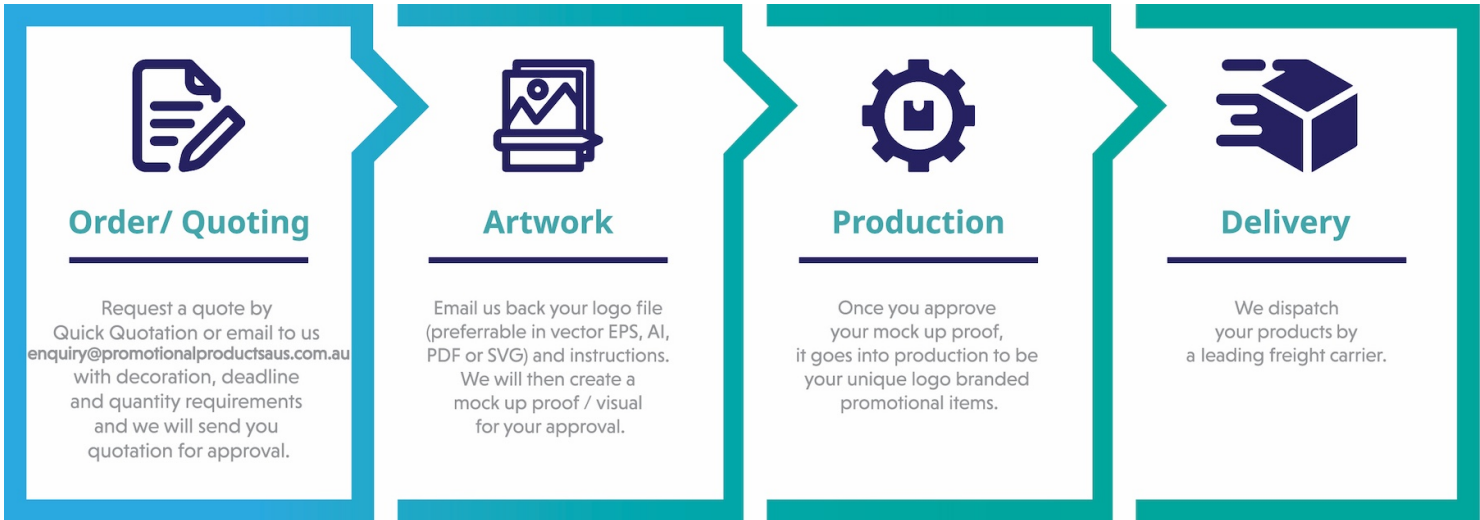 Order/ Quoting
Request a quote by
Quick Quotation or email to us
enquiry@promotionalproductsaus.com.au
with decoration, deadline
and quantity requirements
and we will send you
quotation for approval.
Artwork
Email us back your logo file
(preferrable in vector EPS, AI,
PDF or SVG) and instructions.
We will then create a
mock up proof / visual
for your approval.
Production
Once you approve
your mock up proof,
it goes into production to be
your unique logo branded
promotional items.
Delivery
We dispatch
your products by
a leading freight carrier.